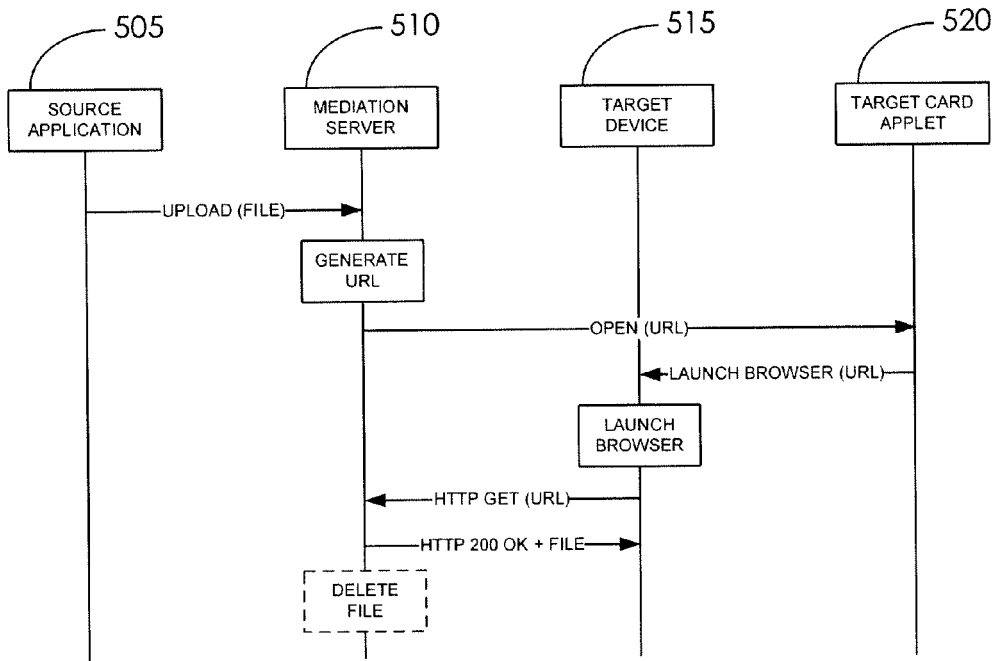 505
510
515
520
SOURCE
APPLICATION
MEDIATION
SERVER
TARGET
DEVICE
TARGET CARD
APPLET
UPLOAD (FILE)
GENERATE
URL
OPEN (URL)
LAUNCH BROWSER (URL)
LAUNCH
BROWSER
HTTP GET (URL)
HTTP 200 OK + FILE
DELETE
FILE